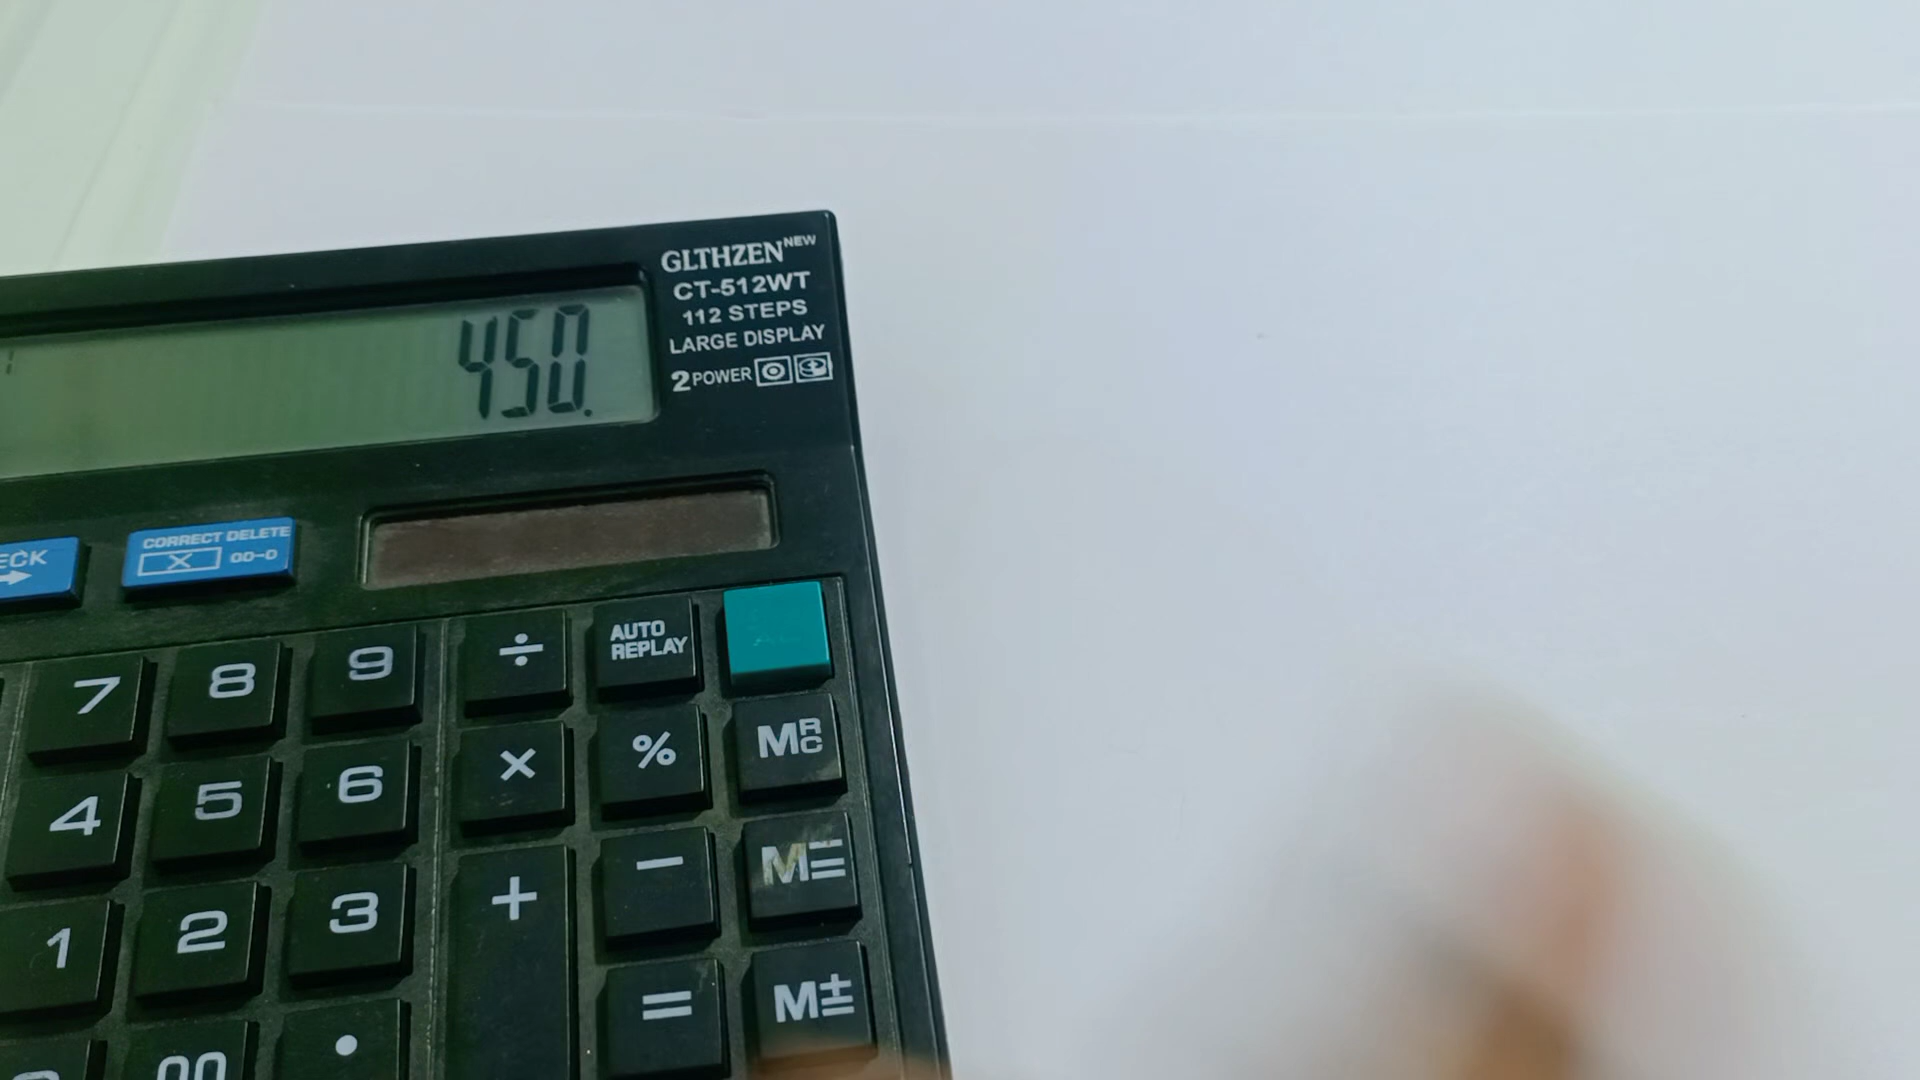 GLTHZEN NEW
CT-512WT
112 STEPS
LARGE DISPLAY
2 POWER
450.
ECK
CORRECT DELETE
X 00→0
7 8 9 ÷ AUTO REPLAY
4 5 6 × % MRC
1 2 3 + −
00 . = M±